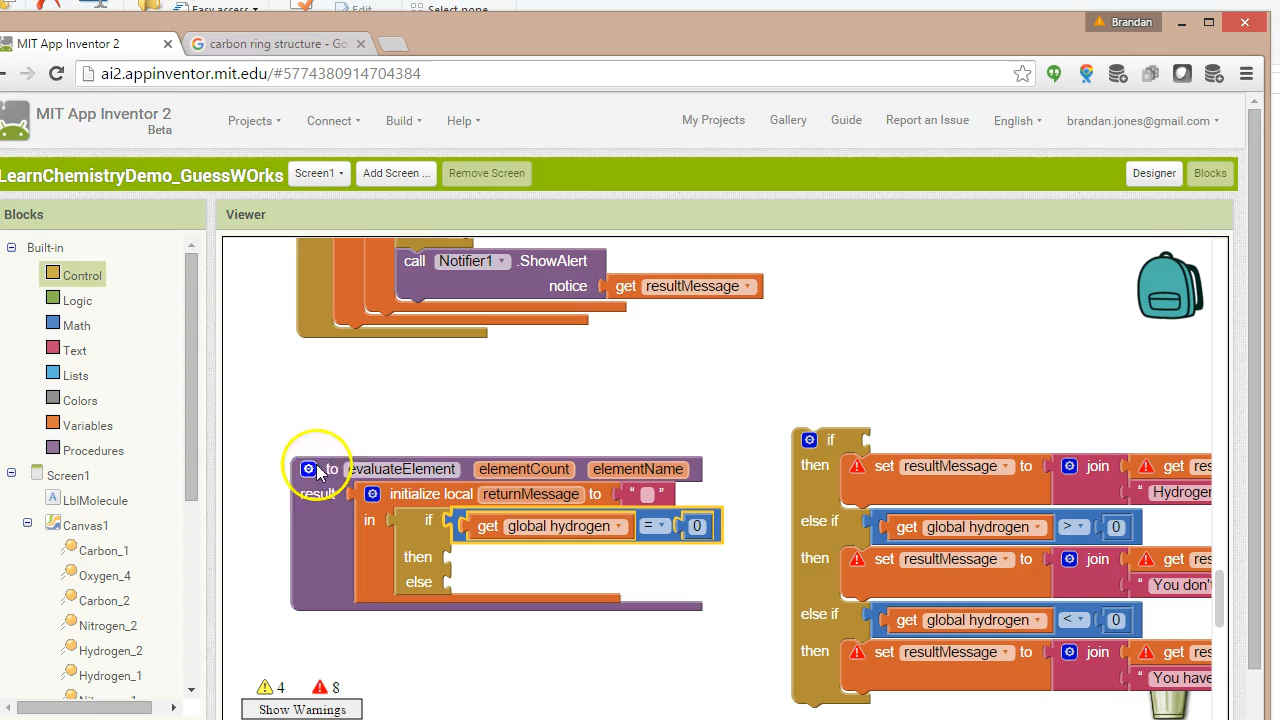 Easy access Edit Select none
Brandan
MIT App Inventor 2 carbon ring structure - Go
ai2.appinventor.mit.edu/#5774380914704384
MIT App Inventor 2
Beta
Projects Connect Build Help My Projects Gallery Guide Report an Issue English brandan.jones@gmail.com
LearnChemistryDemo_GuessWOrks Screen1 Add Screen ... Remove Screen Designer Blocks
Blocks Viewer
Built-in
Control
Logic
Math
Text
Lists
Colors
Variables
Procedures
Screen1
LblMolecule
Canvas1
Carbon_1
Oxygen_4
Carbon_2
Nitrogen_2
Hydrogen_2
Hydrogen_1
call Notifier1 .ShowAlert
notice get resultMessage
to evaluateElement elementCount elementName
result initialize local returnMessage to " "
in if get global hydrogen = 0
then
else
if
then set resultMessage to join get res
" Hydroge
else if get global hydrogen > 0
then set resultMessage to join get res
" You don'
else if get global hydrogen < 0
then set resultMessage to join get res
" You have
4 8
Show Warnings